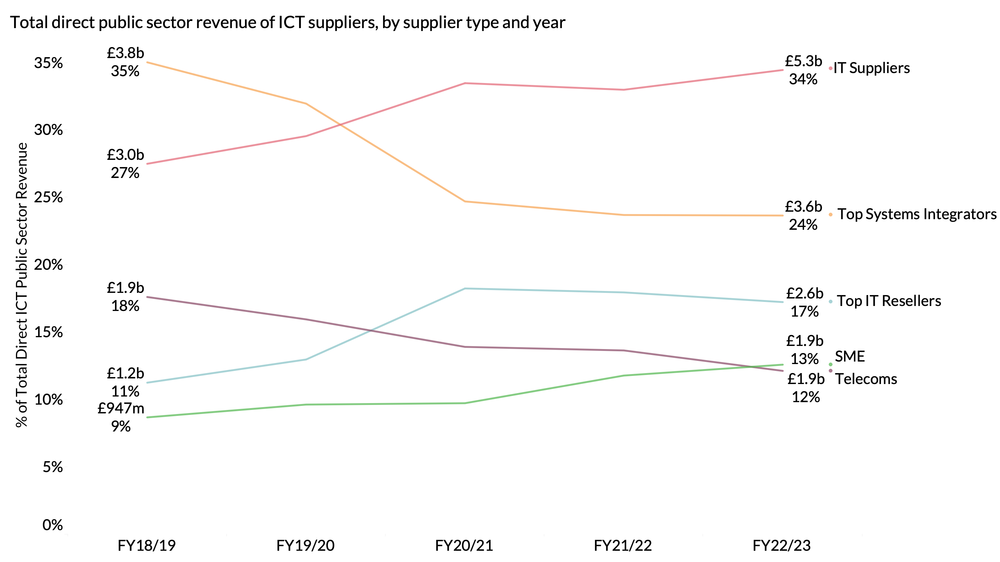 Total direct public sector revenue of ICT suppliers, by supplier type and year
% of Total Direct ICT Public Sector Revenue
35%
30%
25%
20%
15%
10%
5%
0%
£3.8b
35%
£3.0b
27%
£1.9b
18%
£1.2b
11%
£947m
9%
£5.3b
34%
IT Suppliers
£3.6b
24%
Top Systems Integrators
£2.6b
17%
Top IT Resellers
£1.9b
13%
SME
£1.9b
12%
Telecoms
FY18/19
FY19/20
FY20/21
FY21/22
FY22/23